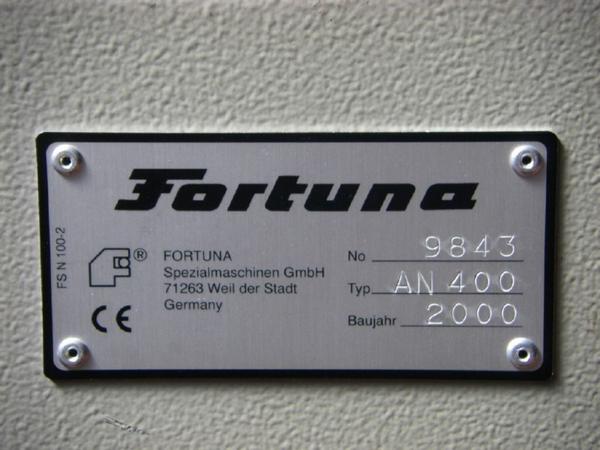 Fortuna
FS N 100-2
F ®
FORTUNA
Spezialmaschinen GmbH
71263 Weil der Stadt
Germany
CE
No 9843
Typ AN 400
Baujahr 2000